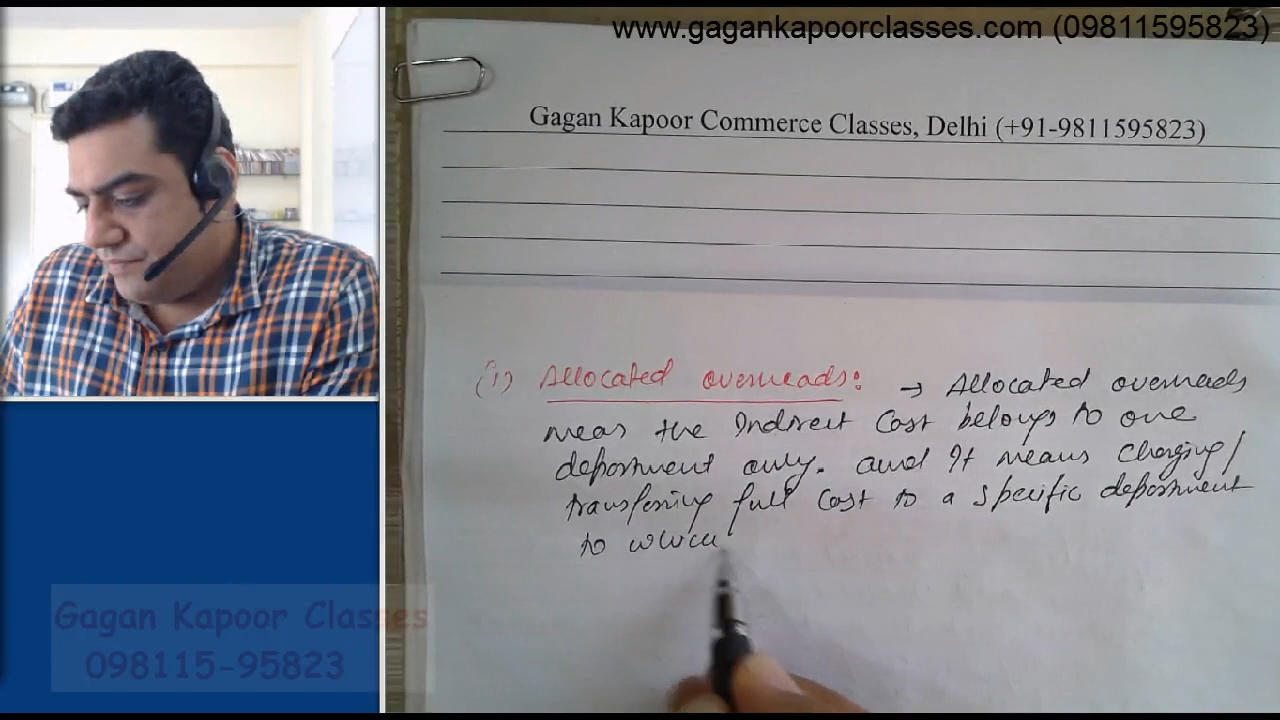 www.gagankapoorclasses.com (09811595823)
Gagan Kapoor Commerce Classes, Delhi (+91-9811595823)
(i) Allocated overheads: → Allocated overheads
means the Indirect Cost belongs to one
department only. and It means Charging/
transferring full Cost to a specific department
to which
Gagan Kapoor Classes
098115-95823